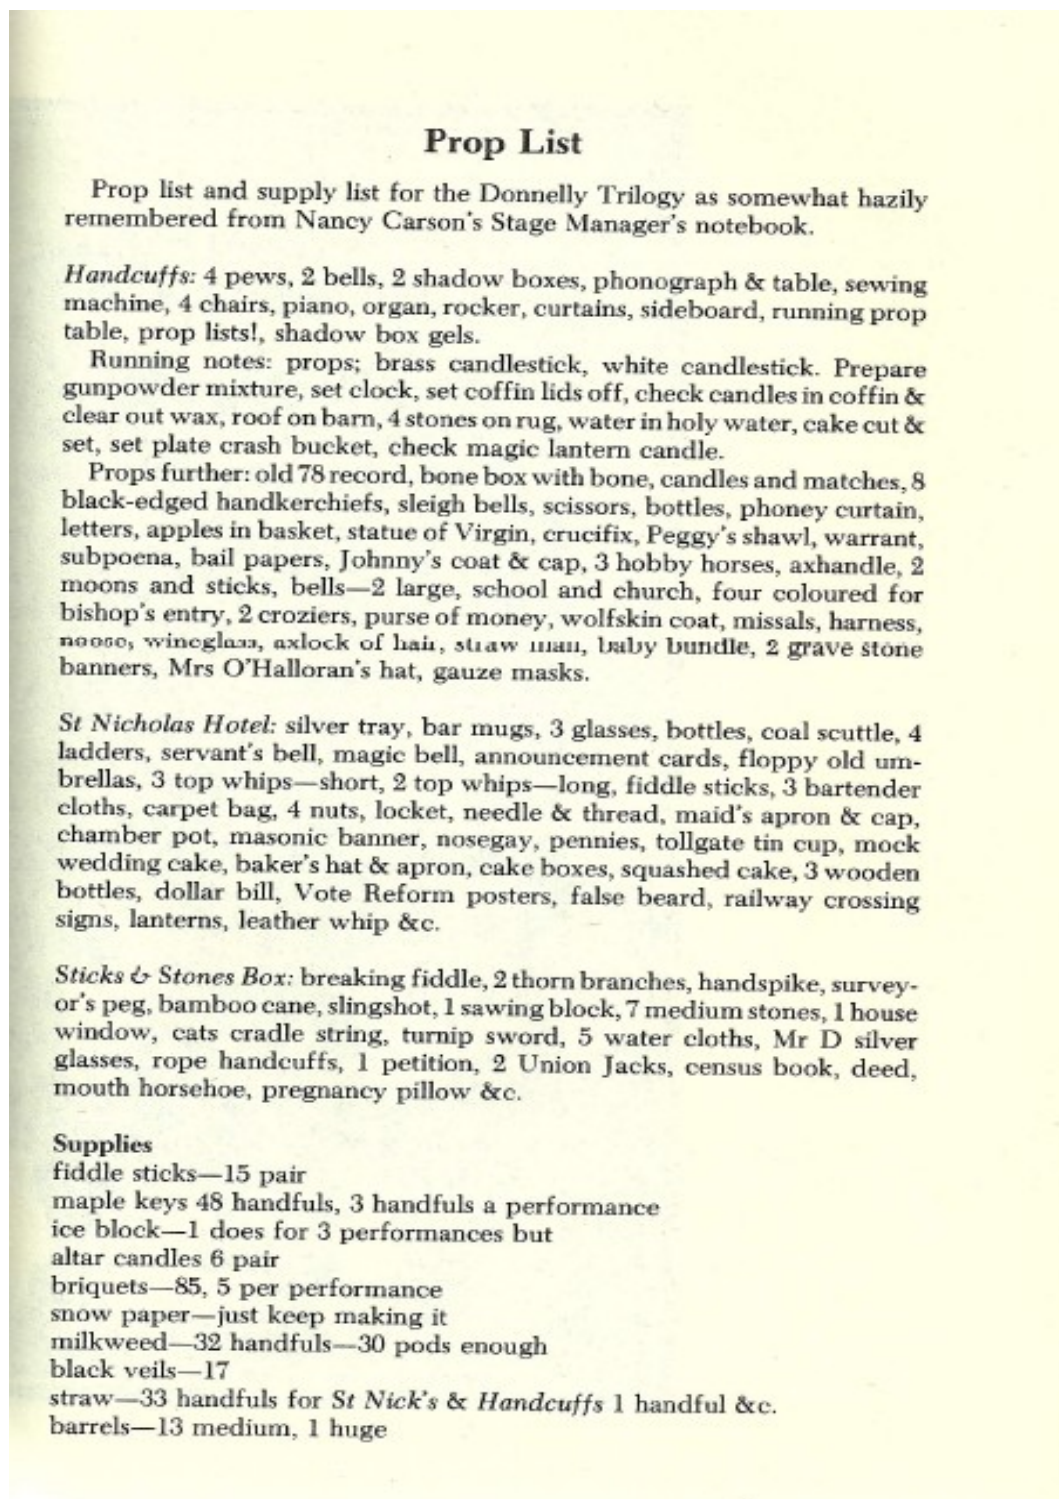 Prop List
Prop list and supply list for the Donnelly Trilogy as somewhat hazily
remembered from Nancy Carson's Stage Manager's notebook.
Handcuffs: 4 pews, 2 bells, 2 shadow boxes, phonograph & table, sewing
machine, 4 chairs, piano, organ, rocker, curtains, sideboard, running prop
table, prop lists!, shadow box gels.
Running notes: props; brass candlestick, white candlestick. Prepare
gunpowder mixture, set clock, set coffin lids off, check candles in coffin &
clear out wax, roof on barn, 4 stones on rug, water in holy water, cake cut &
set, set plate crash bucket, check magic lantern candle.
Props further: old 78 record, bone box with bone, candles and matches, 8
black-edged handkerchiefs, sleigh bells, scissors, bottles, phoney curtain,
letters, apples in basket, statue of Virgin, crucifix, Peggy's shawl, warrant,
subpoena, bail papers, Johnny's coat & cap, 3 hobby horses, axhandle, 2
moons and sticks, bells—2 large, school and church, four coloured for
bishop's entry, 2 croziers, purse of money, wolfskin coat, missals, harness,
noose, wineglass, axlock of hair, straw man, baby bundle, 2 grave stone
banners, Mrs O'Halloran's hat, gauze masks.
St Nicholas Hotel: silver tray, bar mugs, 3 glasses, bottles, coal scuttle, 4
ladders, servant's bell, magic bell, announcement cards, floppy old um-
brellas, 3 top whips—short, 2 top whips—long, fiddle sticks, 3 bartender
cloths, carpet bag, 4 nuts, locket, needle & thread, maid's apron & cap,
chamber pot, masonic banner, nosegay, pennies, tollgate tin cup, mock
wedding cake, baker's hat & apron, cake boxes, squashed cake, 3 wooden
bottles, dollar bill, Vote Reform posters, false beard, railway crossing
signs, lanterns, leather whip &c.
Sticks & Stones Box: breaking fiddle, 2 thorn branches, handspike, survey-
or's peg, bamboo cane, slingshot, 1 sawing block, 7 medium stones, 1 house
window, cats cradle string, turnip sword, 5 water cloths, Mr D silver
glasses, rope handcuffs, 1 petition, 2 Union Jacks, census book, deed,
mouth horsehoe, pregnancy pillow &c.
Supplies
fiddle sticks—15 pair
maple keys 48 handfuls, 3 handfuls a performance
ice block—1 does for 3 performances but
altar candles 6 pair
briquets—85, 5 per performance
snow paper—just keep making it
milkweed—32 handfuls—30 pods enough
black veils—17
straw—33 handfuls for St Nick's & Handcuffs 1 handful &c.
barrels—13 medium, 1 huge